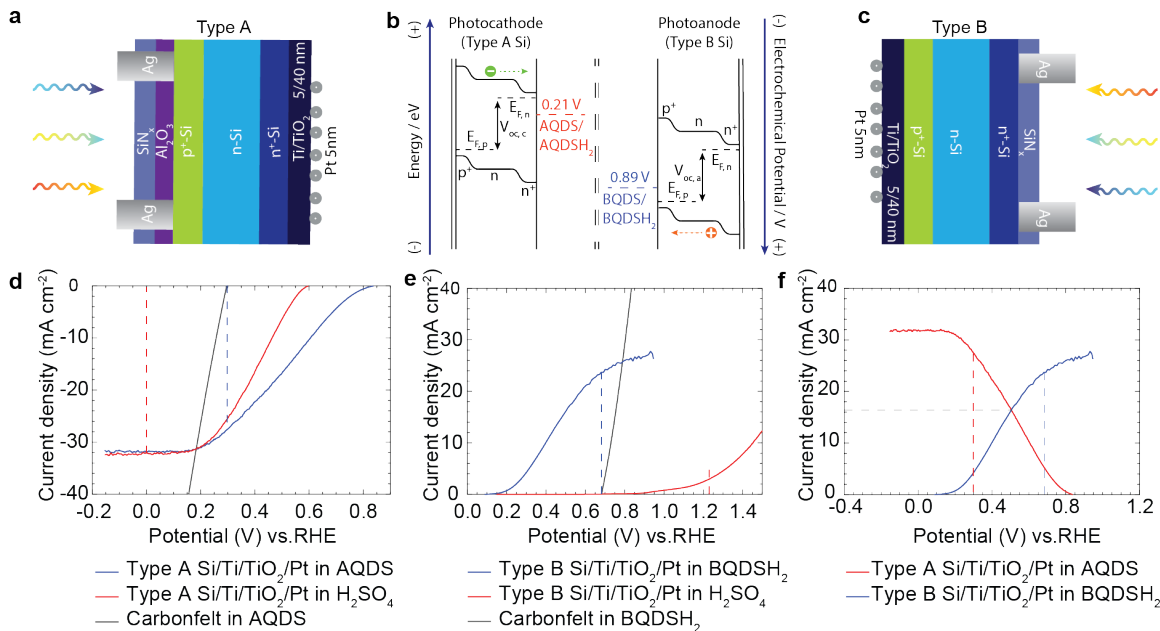 a
Type A
Ag
Ag
SiNₓ
Al₂O₃
p⁺-Si
n-Si
n⁺-Si
Ti/TiO₂ 5/40 nm
Pt 5nm
b
Photocathode
(Type A Si)
Photoanode
(Type B Si)
(+)
Energy / eV
(-)
(-)
Electrochemical Potential / V
(+)
E_F, n
V_oc, c
E_F, p
p⁺ n n⁺
0.21 V
AQDS/
AQDSH₂
0.89 V
BQDS/
BQDSH₂
p⁺ n n⁺
E_F, n
V_oc, a
E_F, p
c
Type B
Pt 5nm
Ti/TiO₂ 5/40 nm
p⁺-Si
n-Si
n⁺-Si
SiNₓ
Ag
Ag
d
Current density (mA cm⁻²)
0
-10
-20
-30
-40
-0.2 0.0 0.2 0.4 0.6 0.8
Potential (V) vs.RHE
Type A Si/Ti/TiO₂/Pt in AQDS
Type A Si/Ti/TiO₂/Pt in H₂SO₄
Carbonfelt in AQDS
e
Current density (mA cm⁻²)
40
30
20
10
0
0.0 0.2 0.4 0.6 0.8 1.0 1.2 1.4
Potential (V) vs.RHE
Type B Si/Ti/TiO₂/Pt in BQDSH₂
Type B Si/Ti/TiO₂/Pt in H₂SO₄
Carbonfelt in BQDSH₂
f
Current density (mA cm⁻²)
40
30
20
10
0
-0.4 0.0 0.4 0.8 1.2
Potential (V) vs.RHE
Type A Si/Ti/TiO₂/Pt in AQDS
Type B Si/Ti/TiO₂/Pt in BQDSH₂